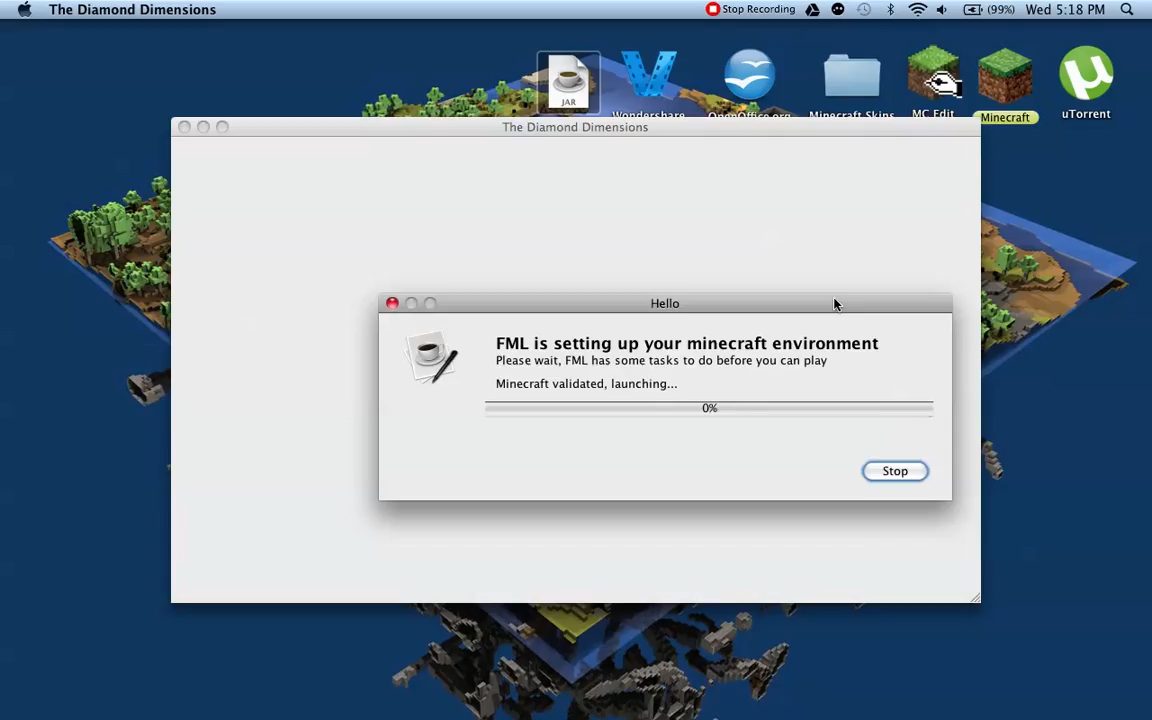 The Diamond Dimensions
Stop Recording
(99%)
Wed 5:18 PM
JAR
Wondershare
OpenOffice.org
Minecraft Skins
MC Edit
Minecraft
uTorrent
The Diamond Dimensions
Hello
FML is setting up your minecraft environment
Please wait, FML has some tasks to do before you can play
Minecraft validated, launching...
0%
Stop